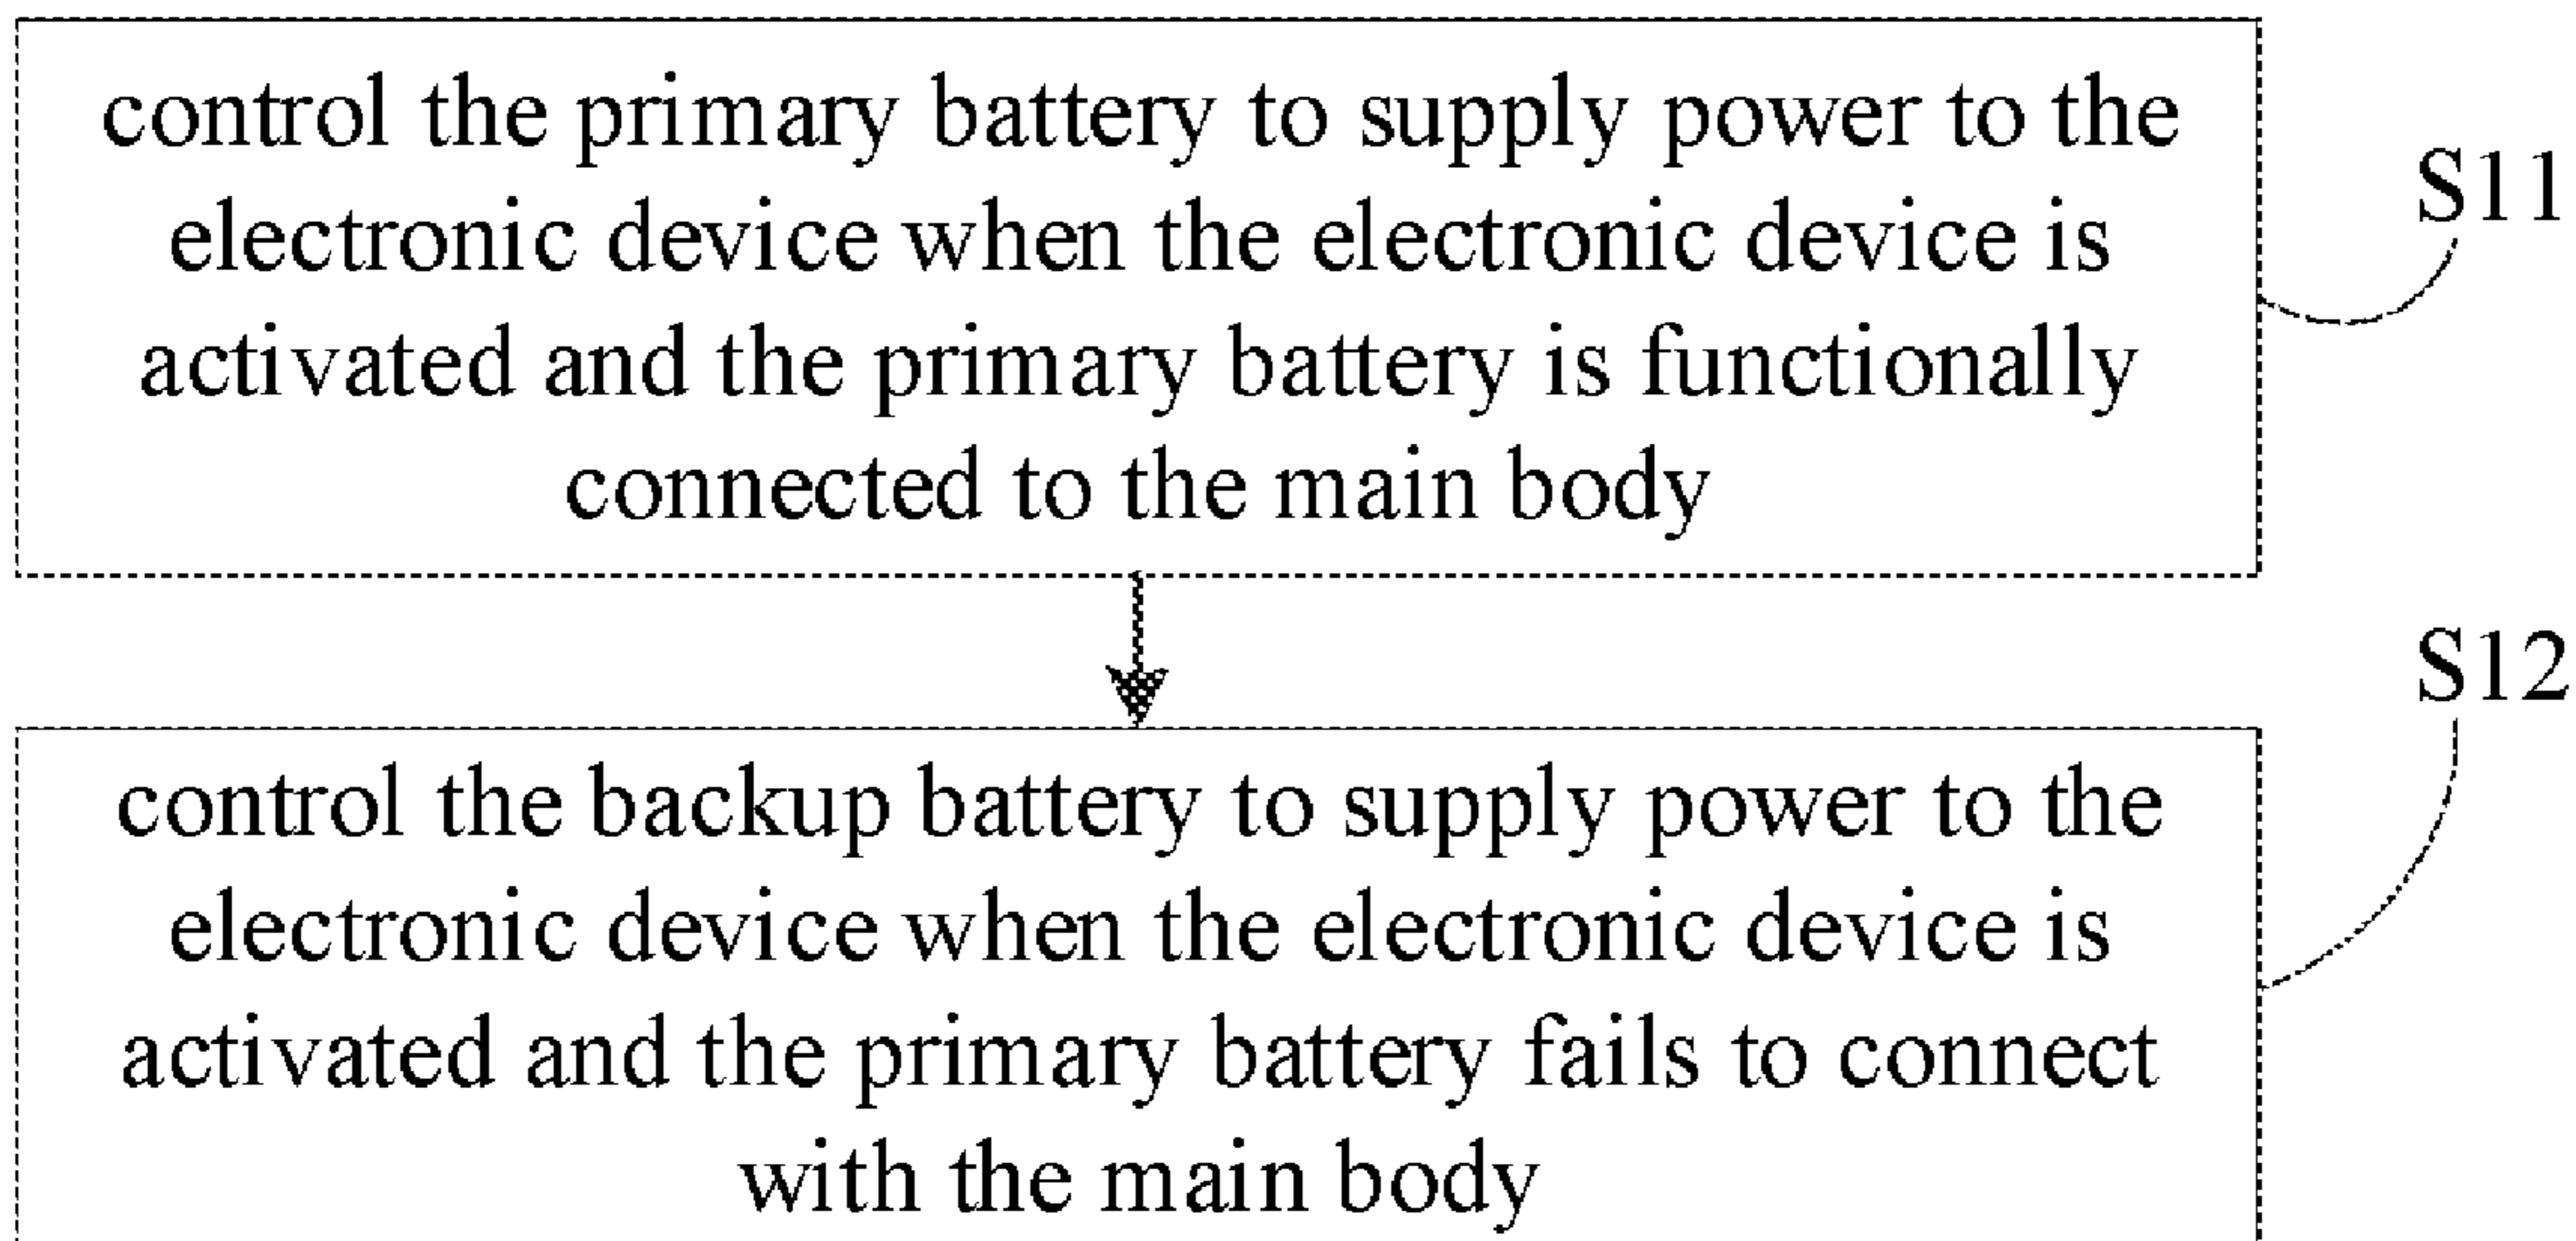 control the primary battery to supply power to the
electronic device when the electronic device is
activated and the primary battery is functionally
connected to the main body
S11
control the backup battery to supply power to the
electronic device when the electronic device is
activated and the primary battery fails to connect
with the main body
S12